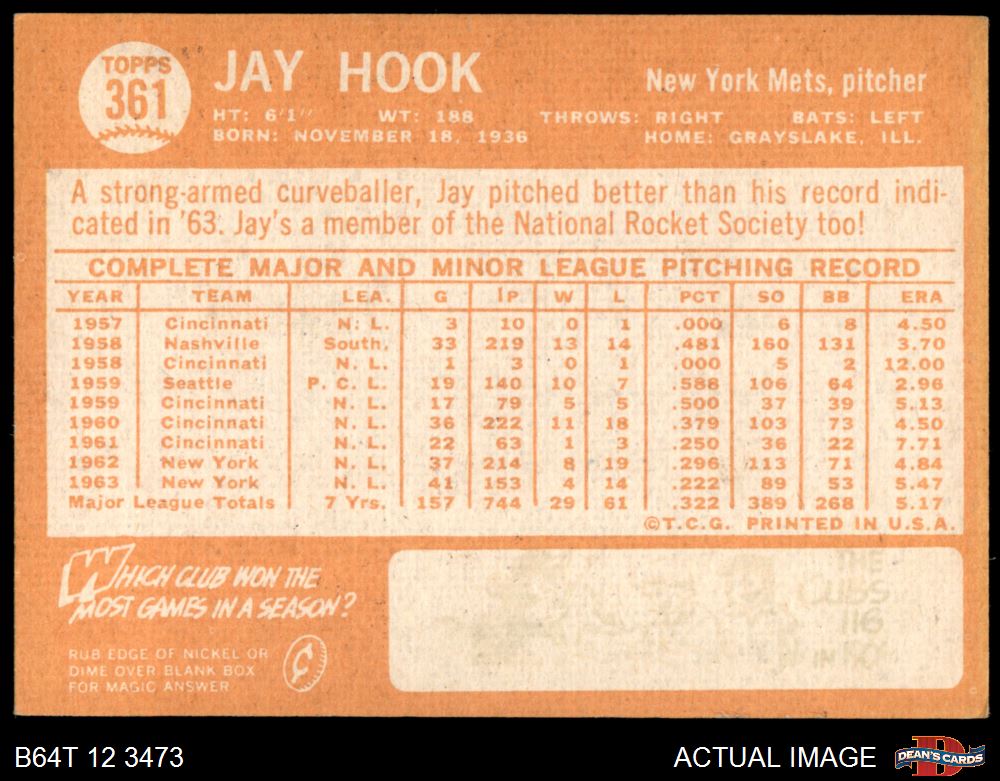 TOPPS
361
JAY HOOK
New York Mets, pitcher
HT: 6'1" WT: 188 THROWS: RIGHT BATS: LEFT
BORN: NOVEMBER 18, 1936 HOME: GRAYSLAKE, ILL.
A strong-armed curveballer, Jay pitched better than his record indi-
cated in '63. Jay's a member of the National Rocket Society too!
COMPLETE MAJOR AND MINOR LEAGUE PITCHING RECORD
YEAR TEAM LEA. G IP W L PCT SO BB ERA
1957 Cincinnati N. L. 3 10 0 1 .000 6 8 4.50
1958 Nashville South. 33 219 13 14 .481 160 131 3.70
1958 Cincinnati N. L. 1 3 0 1 .000 5 2 12.00
1959 Seattle P. C. L. 19 140 10 7 .588 106 64 2.96
1959 Cincinnati N. L. 17 79 5 5 .500 37 39 5.13
1960 Cincinnati N. L. 36 222 11 18 .379 103 73 4.50
1961 Cincinnati N. L. 22 63 1 3 .250 36 22 7.71
1962 New York N. L. 37 214 8 19 .296 113 71 4.84
1963 New York N. L. 41 153 4 14 .222 89 53 5.47
Major League Totals 7 Yrs. 157 744 29 61 .322 389 268 5.17
©T.C.G. PRINTED IN U.S.A.
WHICH CLUB WON THE
MOST GAMES IN A SEASON?
RUB EDGE OF NICKEL OR
DIME OVER BLANK BOX
FOR MAGIC ANSWER
¢
THE
CUBS
116
IN
B64T 12 3473
ACTUAL IMAGE
DEAN'S CARDS